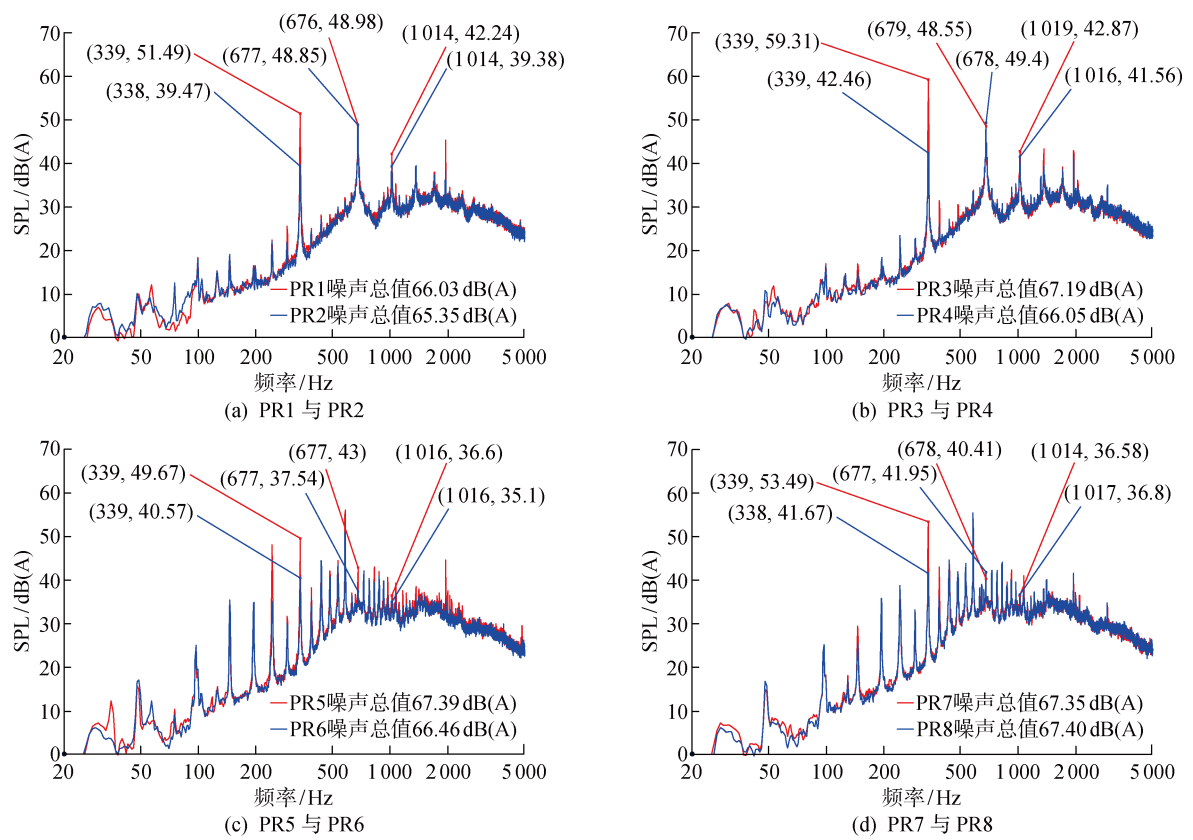 (676, 48.98)
(339, 51.49)
(1 014, 42.24)
(677, 48.85)
(1 014, 39.38)
(338, 39.47)
SPL / dB(A)
70
60
50
40
30
20
10
0
PR1噪声总值66.03 dB(A)
PR2噪声总值65.35 dB(A)
20 50 100 200 500 1 000 2 000 5 000
频率/Hz
(a) PR1 与 PR2
(679, 48.55)
(1 019, 42.87)
(339, 59.31)
(678, 49.4)
(339, 42.46)
(1 016, 41.56)
SPL / dB(A)
70
60
50
40
30
20
10
0
PR3噪声总值67.19 dB(A)
PR4噪声总值66.05 dB(A)
20 50 100 200 500 1 000 2 000 5 000
频率/Hz
(b) PR3 与 PR4
(677, 43)
(1 016, 36.6)
(339, 49.67)
(677, 37.54)
(1 016, 35.1)
(339, 40.57)
SPL / dB(A)
70
60
50
40
30
20
10
0
PR5噪声总值67.39 dB(A)
PR6噪声总值66.46 dB(A)
20 50 100 200 500 1 000 2 000 5 000
频率/Hz
(c) PR5 与 PR6
(678, 40.41)
(1 014, 36.58)
(339, 53.49)
(677, 41.95)
(1 017, 36.8)
(338, 41.67)
SPL / dB(A)
70
60
50
40
30
20
10
0
PR7噪声总值67.35 dB(A)
PR8噪声总值67.40 dB(A)
20 50 100 200 500 1 000 2 000 5 000
频率/Hz
(d) PR7 与 PR8